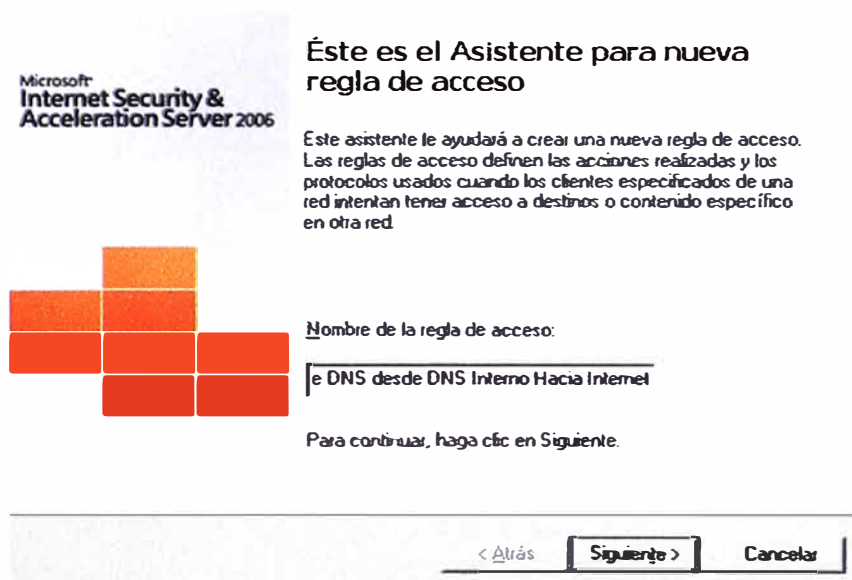 Microsoft
Internet Security &
Acceleration Server 2006
Éste es el Asistente para nueva
regla de acceso
Este asistente le ayudará a crear una nueva regla de acceso.
Las reglas de acceso definen las acciones realizadas y los
protocolos usados cuando los clientes especificados de una
red intentan tener acceso a destinos o contenido específico
en otra red
Nombre de la regla de acceso:
e DNS desde DNS Interno Hacia Internet
Para continuar, haga clic en Siguiente.
< Atrás
Siguiente >
Cancelar